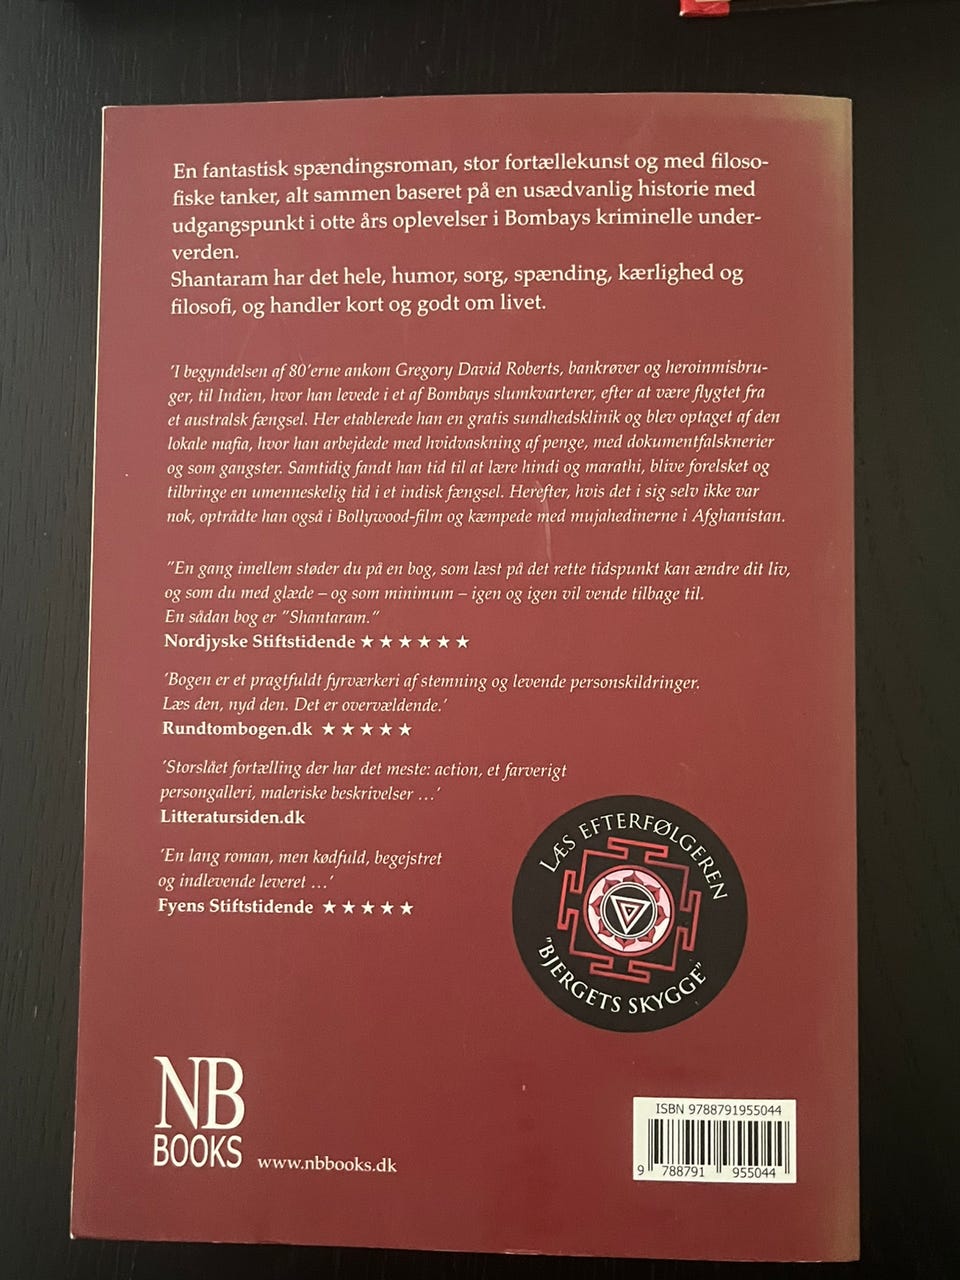 En fantastisk spændingsroman, stor fortællekunst og med filoso-
fiske tanker, alt sammen baseret på en usædvanlig historie med
udgangspunkt i otte års oplevelser i Bombays kriminelle under-
verden.
Shantaram har det hele, humor, sorg, spænding, kærlighed og
filosofi, og handler kort og godt om livet.
'I begyndelsen af 80'erne ankom Gregory David Roberts, bankrøver og heroinmisbru-
ger, til Indien, hvor han levede i et af Bombays slumkvarterer, efter at være flygtet fra
et australsk fængsel. Her etablerede han en gratis sundhedsklinik og blev optaget af den
lokale mafia, hvor han arbejdede med hvidvaskning af penge, med dokumentfalsknerier
og som gangster. Samtidig fandt han tid til at lære hindi og marathi, blive forelsket og
tilbringe en umenneskelig tid i et indisk fængsel. Herefter, hvis det i sig selv ikke var
nok, optrådte han også i Bollywood-film og kæmpede med mujahedinerne i Afghanistan.
"En gang imellem støder du på en bog, som læst på det rette tidspunkt kan ændre dit liv,
og som du med glæde – og som minimum – igen og igen vil vende tilbage til.
En sådan bog er "Shantaram."
Nordjyske Stiftstidende ★★★★★★
'Bogen er et pragtfuldt fyrværkeri af stemning og levende personskildringer.
Læs den, nyd den. Det er overvældende.'
Rundtombogen.dk ★★★★★
'Storslået fortælling der har det meste: action, et farverigt
persongalleri, maleriske beskrivelser ...'
Litteratursiden.dk
'En lang roman, men kødfuld, begejstret
og indlevende leveret ...'
Fyens Stiftstidende ★★★★★
LÆS EFTERFØLGEREN
"BJERGETS SKYGGE"
NB
BOOKS
www.nbbooks.dk
ISBN 9788791955044
9 788791 955044